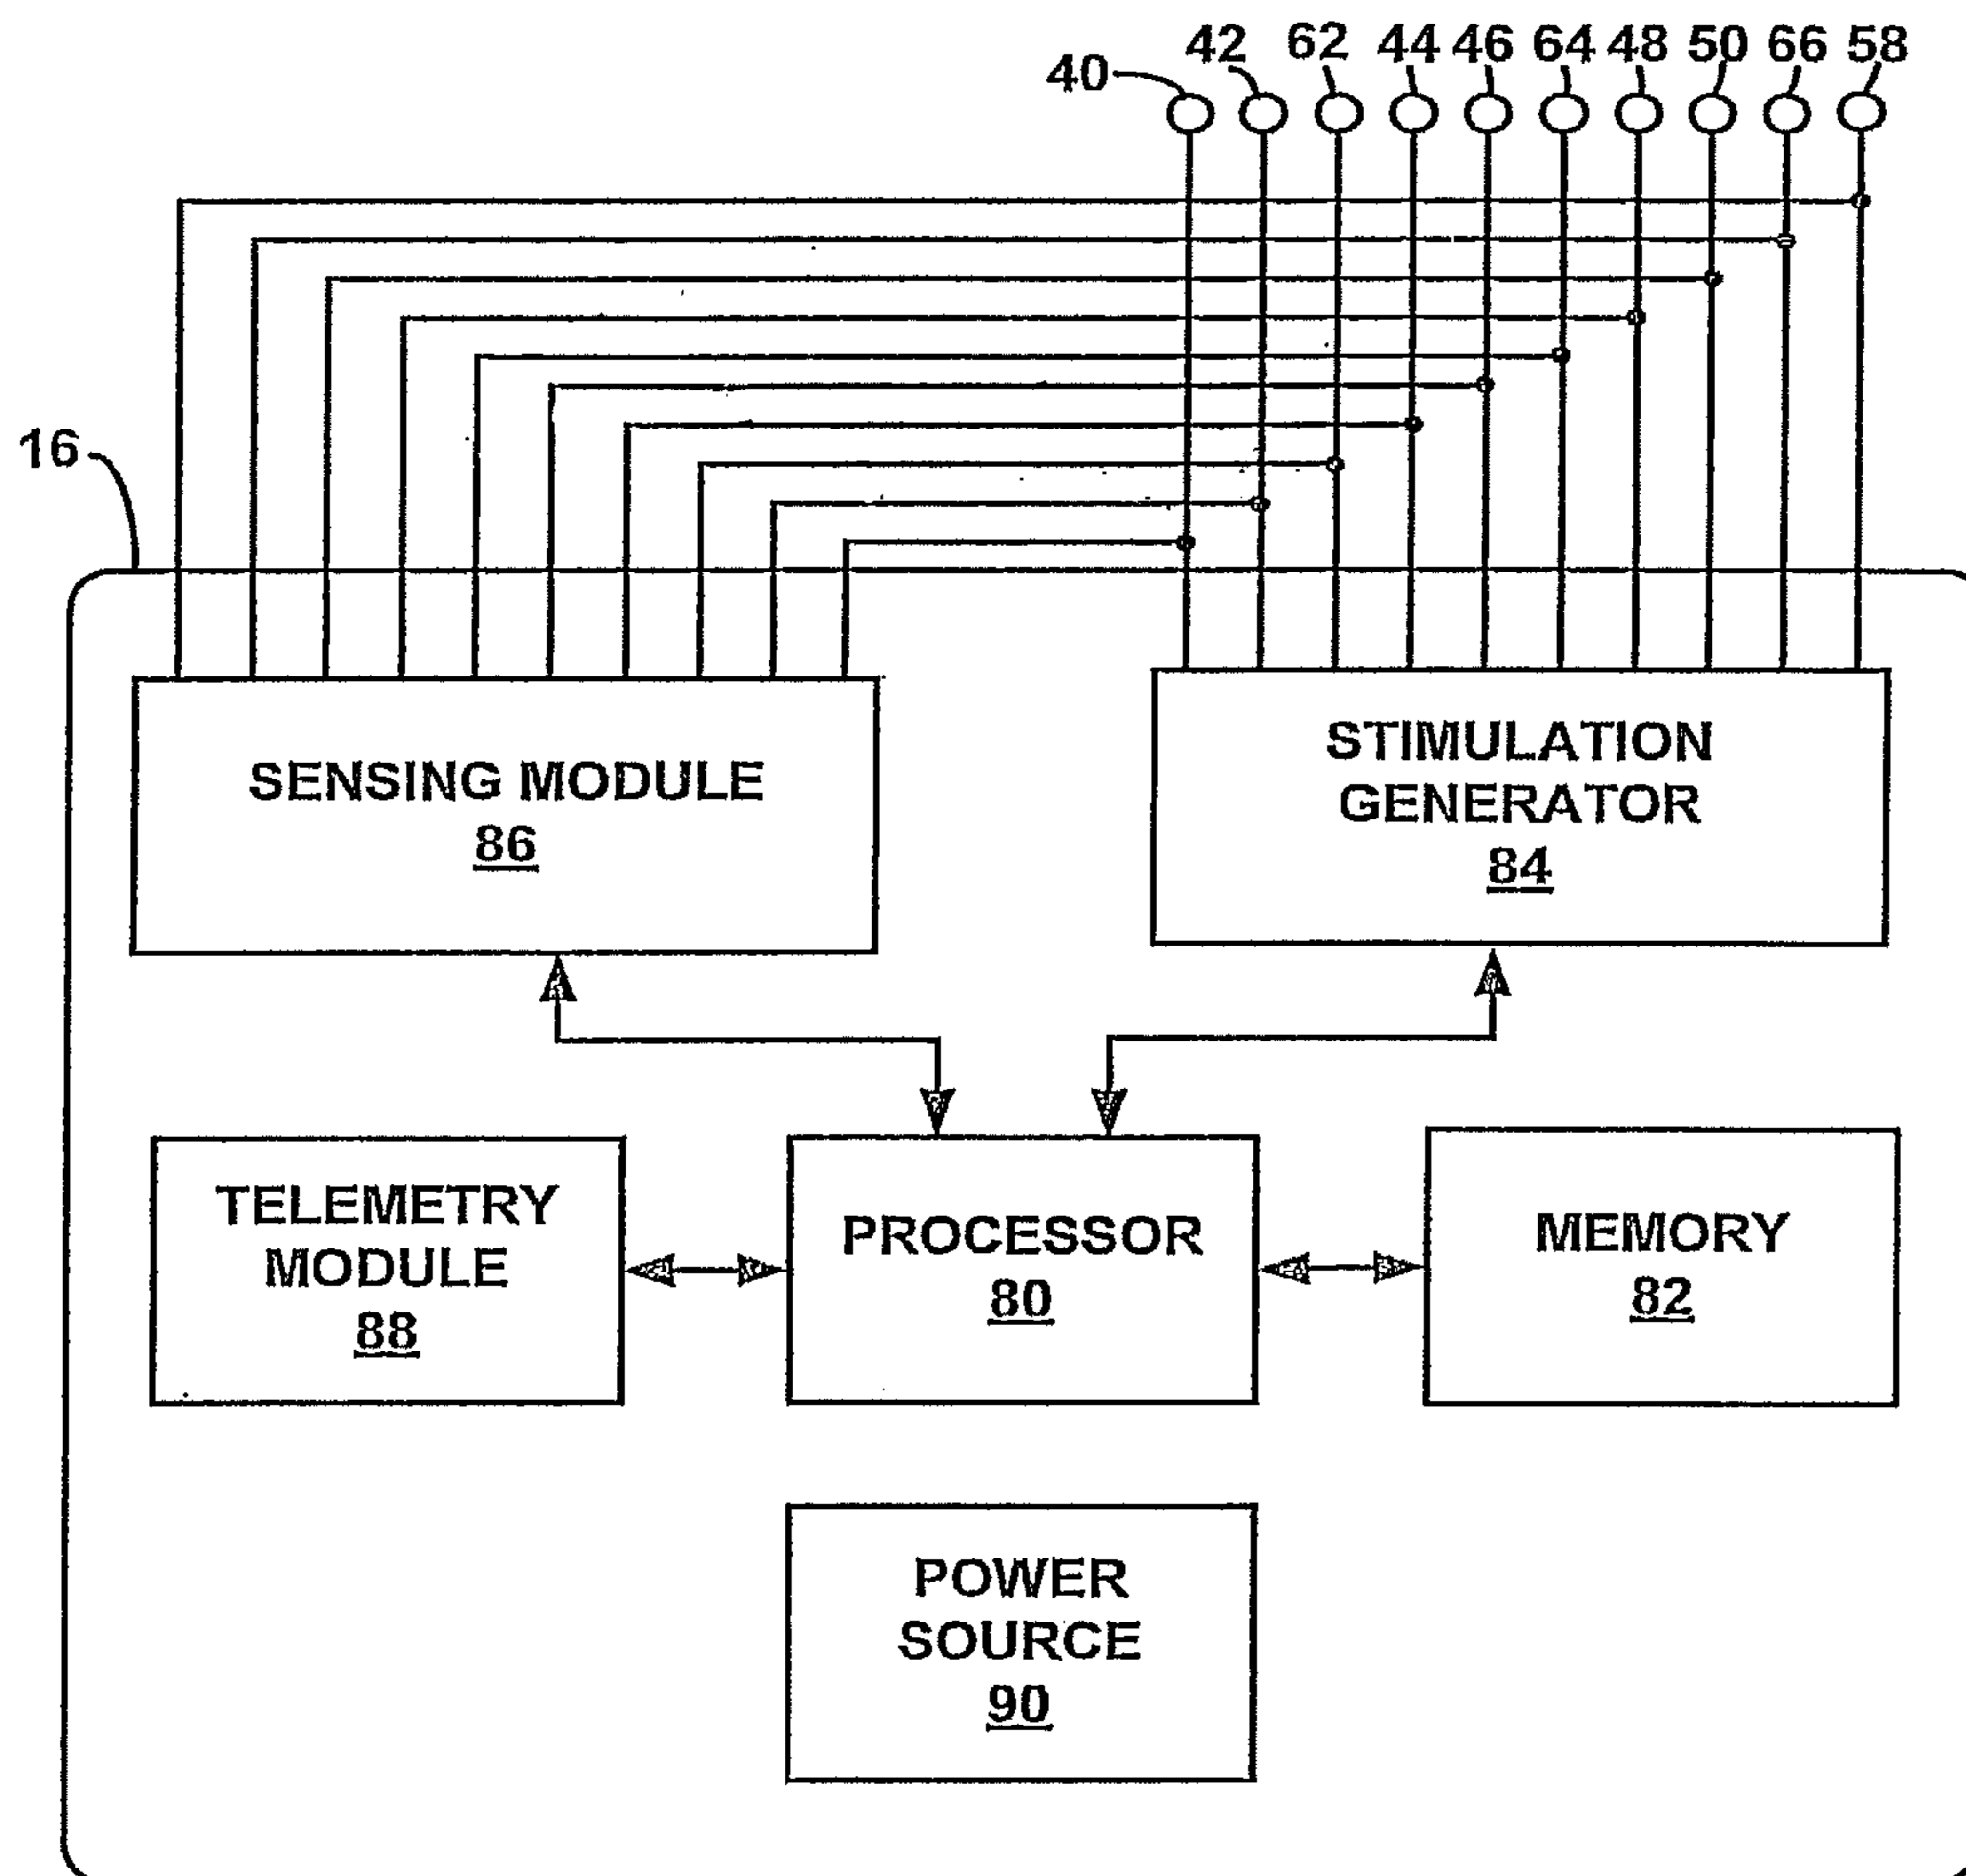 40 42 62 44 46 64 48 50 66 58
16
SENSING MODULE
86
STIMULATION
GENERATOR
84
TELEMETRY
MODULE
88
PROCESSOR
80
MEMORY
82
POWER
SOURCE
90